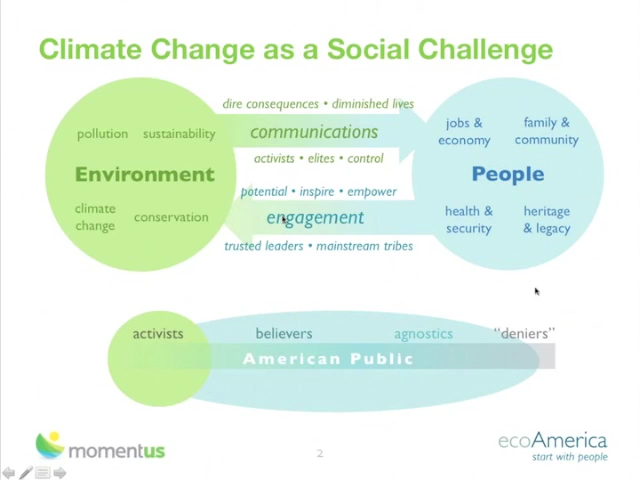 Climate Change as a Social Challenge
dire consequences • diminished lives
communications
activists • elites • control
potential • inspire • empower
engagement
trusted leaders • mainstream tribes
pollution sustainability
Environment
climate
change
conservation
jobs &
economy
family &
community
People
health &
security
heritage
& legacy
activists believers agnostics "deniers"
American Public
momentus
2
ecoAmerica
start with people